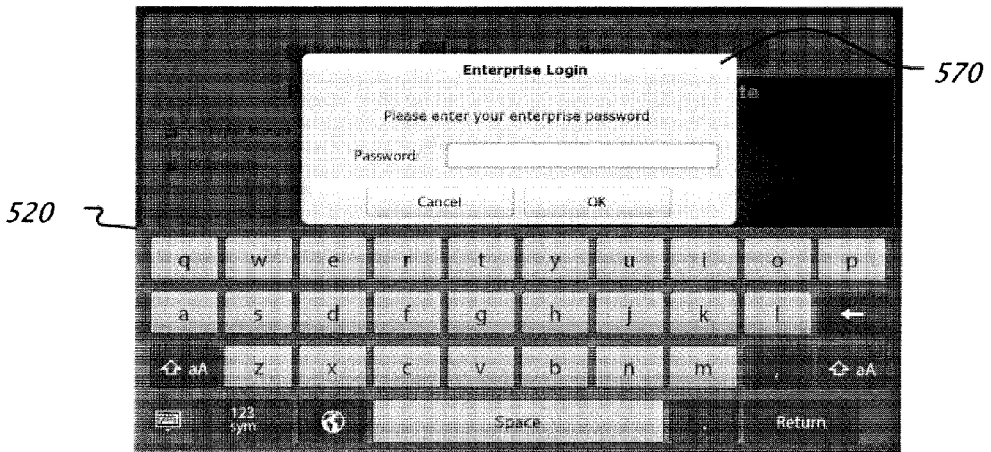 Enterprise Login
570
Please enter your enterprise password
Password:
Cancel OK
520
q w e r t y u i o p
a s d f g h j k l
aA z x c v b n m , aA
123
sym
Space . Return